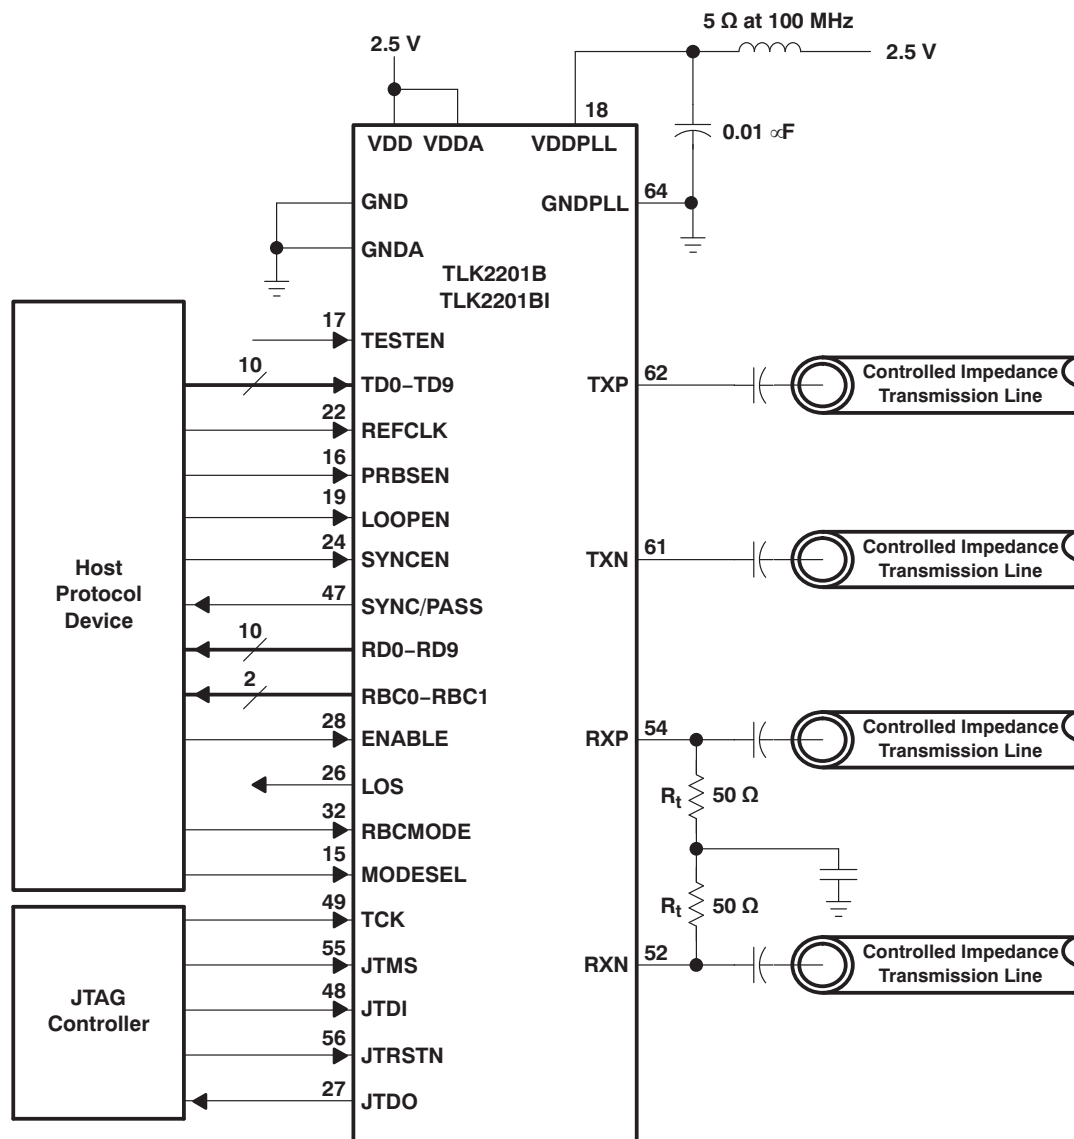 5 Ω at 100 MHz
2.5 V
2.5 V
18
VDD VDDA VDDPLL
0.01 ∝F
GND
GNDPLL
64
GNDA
TLK2201B
TLK2201BI
17
TESTEN
10
TD0–TD9
22
REFCLK
16
PRBSEN
19
LOOPEN
24
SYNCEN
47
SYNC/PASS
10
RD0–RD9
2
RBC0–RBC1
28
ENABLE
26
LOS
32
RBCMODE
15
MODESEL
49
TCK
55
JTMS
48
JTDI
56
JTRSTN
27
JTDO
Host
Protocol
Device
JTAG
Controller
TXP
62
Controlled Impedance
Transmission Line
TXN
61
Controlled Impedance
Transmission Line
RXP
54
Controlled Impedance
Transmission Line
Rt
50 Ω
Rt
50 Ω
RXN
52
Controlled Impedance
Transmission Line